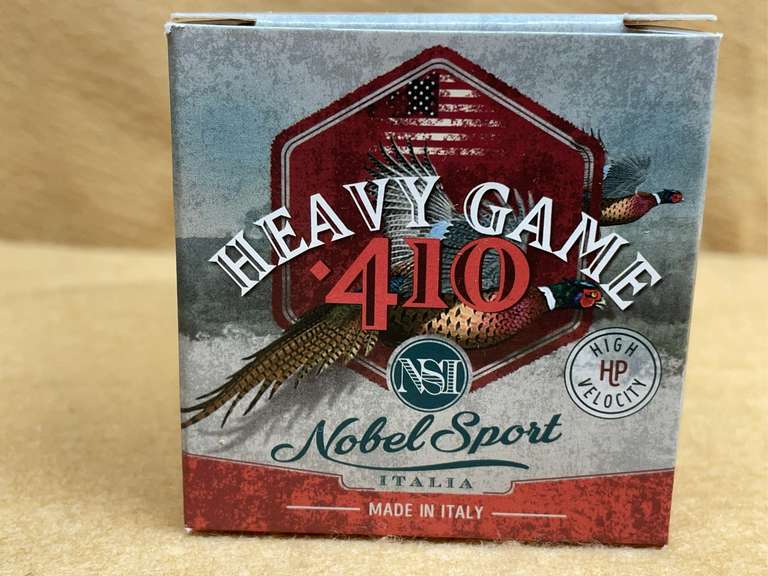 HEAVY GAME
.410
NSI
HIGH
HP
VELOCITY
Nobel Sport
ITALIA
MADE IN ITALY